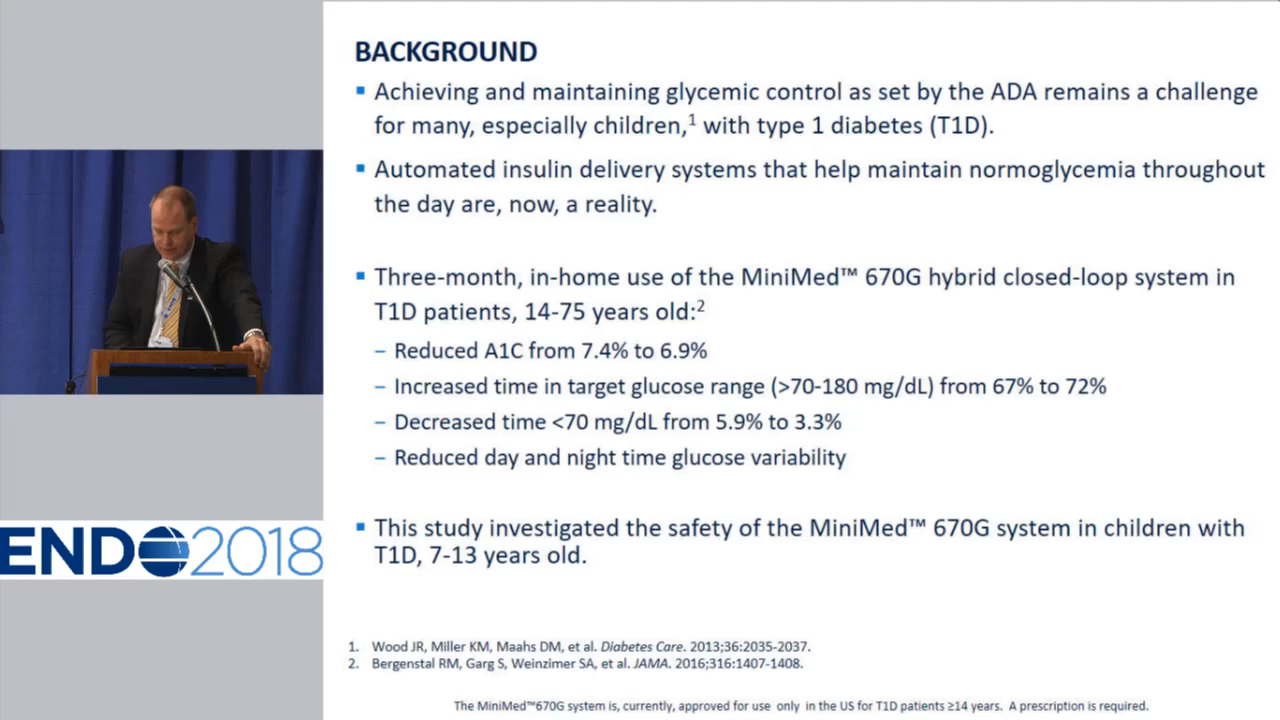 BACKGROUND
▪ Achieving and maintaining glycemic control as set by the ADA remains a challenge
for many, especially children,¹ with type 1 diabetes (T1D).
▪ Automated insulin delivery systems that help maintain normoglycemia throughout
the day are, now, a reality.
▪ Three-month, in-home use of the MiniMed™ 670G hybrid closed-loop system in
T1D patients, 14-75 years old:²
– Reduced A1C from 7.4% to 6.9%
– Increased time in target glucose range (>70-180 mg/dL) from 67% to 72%
– Decreased time <70 mg/dL from 5.9% to 3.3%
– Reduced day and night time glucose variability
▪ This study investigated the safety of the MiniMed™ 670G system in children with
T1D, 7-13 years old.
1. Wood JR, Miller KM, Maahs DM, et al. Diabetes Care. 2013;36:2035-2037.
2. Bergenstal RM, Garg S, Weinzimer SA, et al. JAMA. 2016;316:1407-1408.
The MiniMed™670G system is, currently, approved for use only in the US for T1D patients ≥14 years. A prescription is required.
ENDO2018